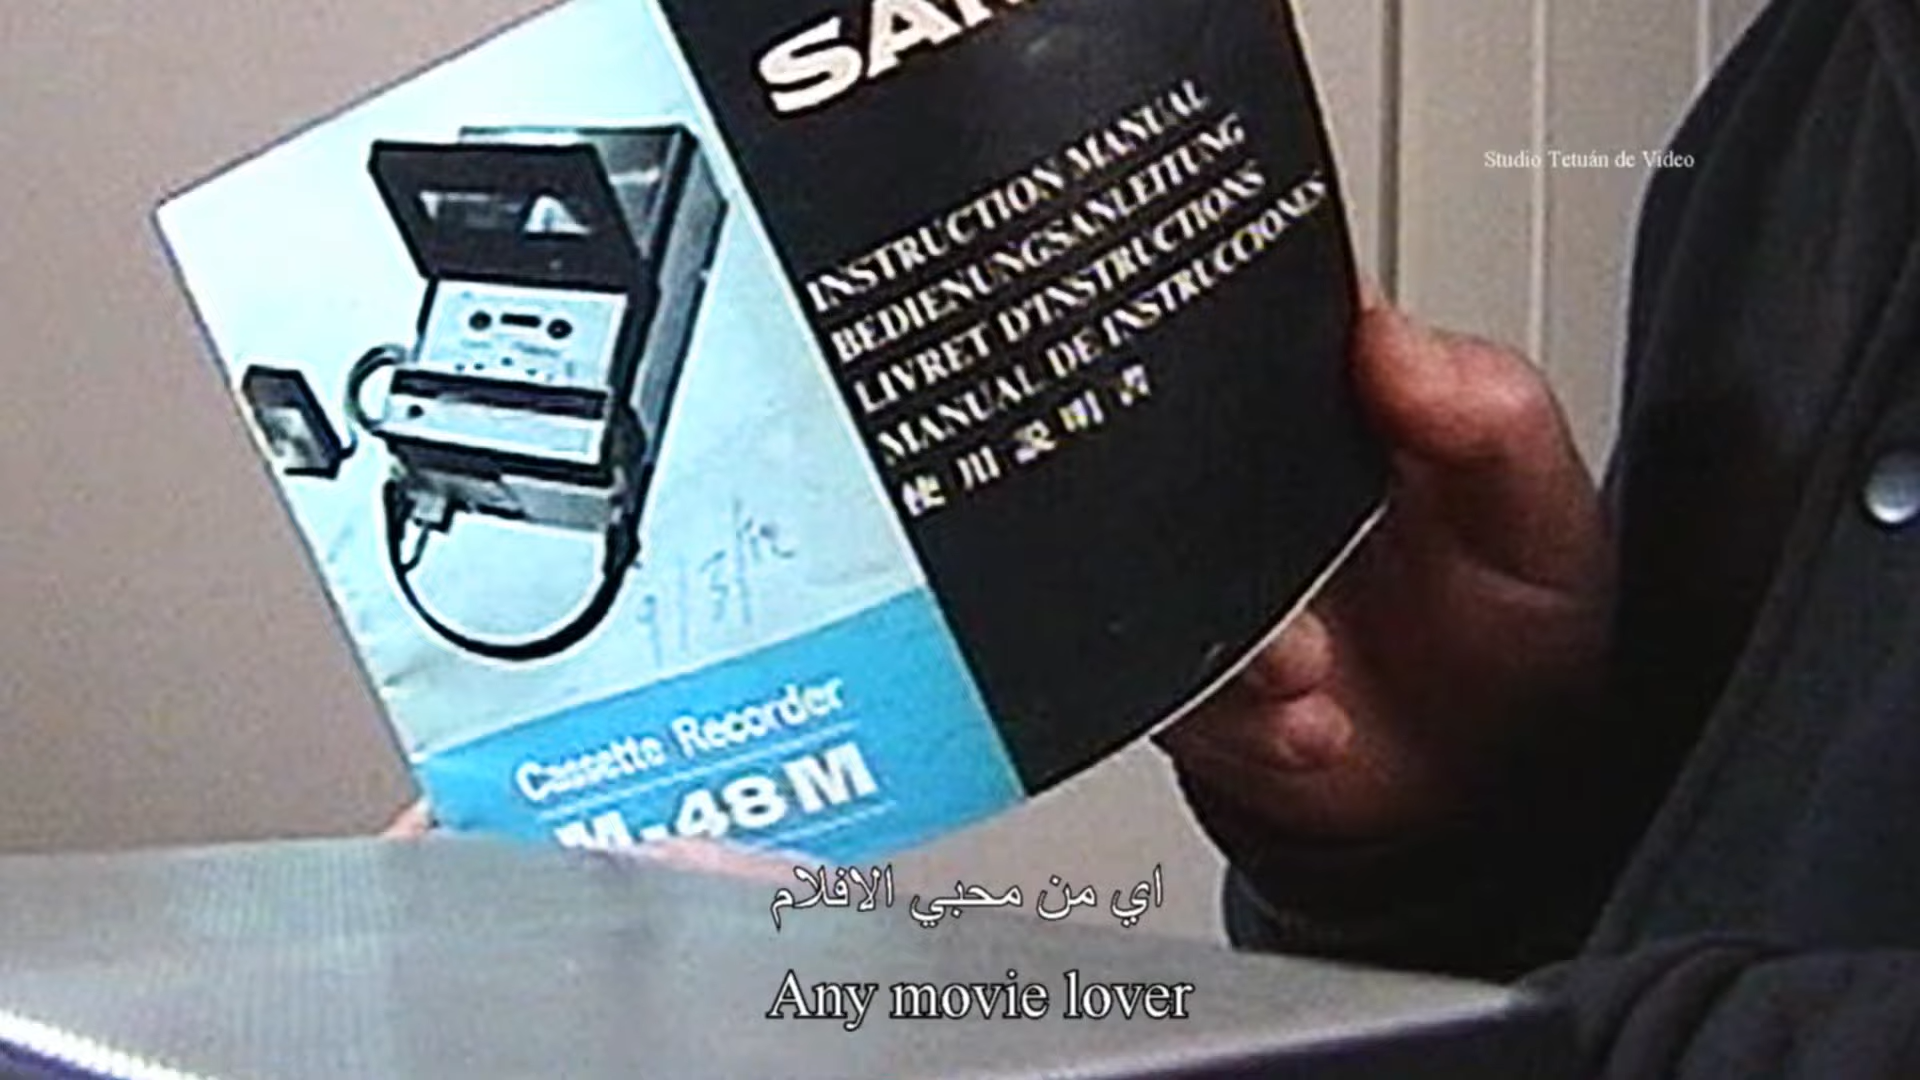 INSTRUCTION MANUAL
BEDIENUNGSANLEITUNG
LIVRET D'INSTRUCTIONS
MANUAL DE INSTRUCCIONES
使用説明書
Studio Tetuán de Video
Cassette Recorder
M-48M
اي من محبي الافلام
Any movie lover